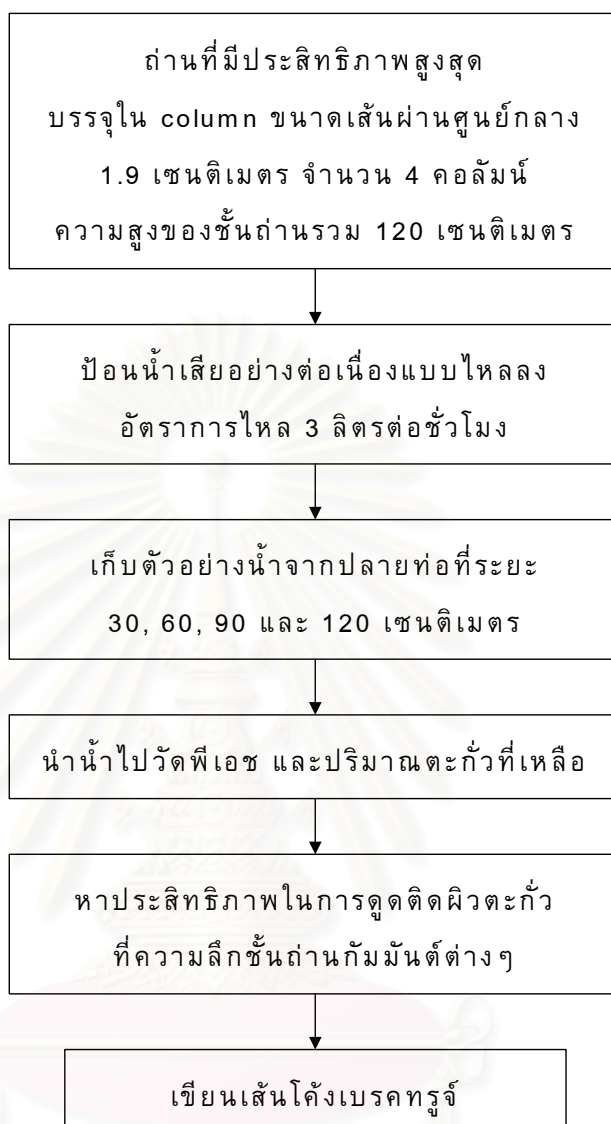 ถ่านที่มีประสิทธิภาพสูงสุด
บรรจุใน column ขนาดเส้นผ่านศูนย์กลาง
1.9 เซนติเมตร จำนวน 4 คอลัมน์
ความสูงของชั้นถ่านรวม 120 เซนติเมตร
ป้อนน้ำเสียอย่างต่อเนื่องแบบไหลลง
อัตราการไหล 3 ลิตรต่อชั่วโมง
เก็บตัวอย่างน้ำจากปลายท่อที่ระยะ
30, 60, 90 และ 120 เซนติเมตร
นำน้ำไปวัดพีเอช และปริมาณตะกั่วที่เหลือ
หาประสิทธิภาพในการดูดติดผิวตะกั่ว
ที่ความลึกชั้นถ่านกัมมันต์ต่างๆ
เขียนเส้นโค้งเบรคทรูจ์